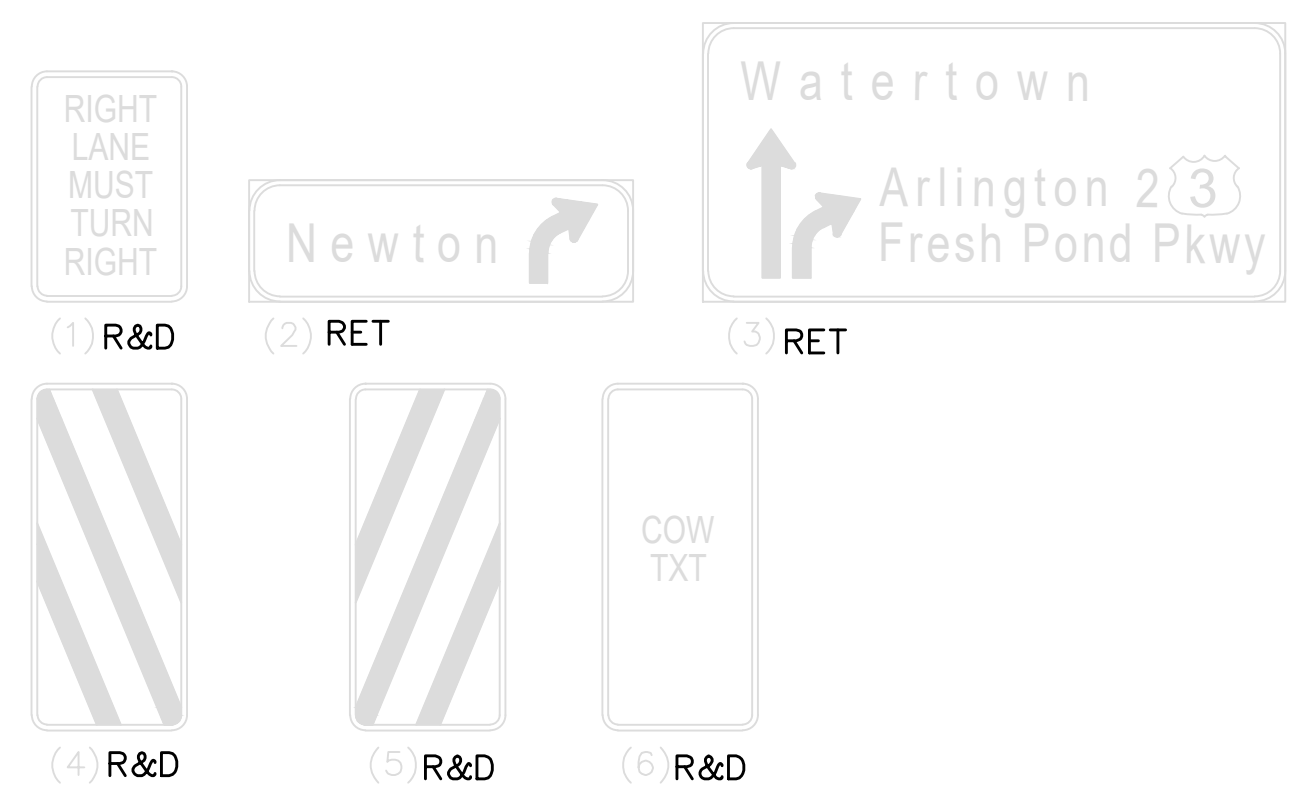 RIGHT
LANE
MUST
TURN
RIGHT
(1) R&D
Newton
(2) RET
Watertown
Arlington 2 3
Fresh Pond Pkwy
(3) RET
(4) R&D
(5) R&D
COW
TXT
(6) R&D